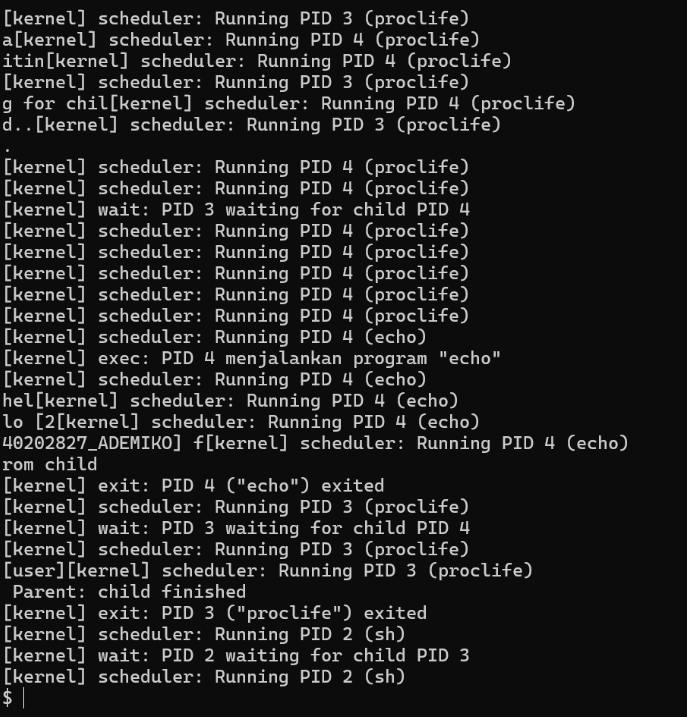 [kernel] scheduler: Running PID 3 (proclife)
a[kernel] scheduler: Running PID 4 (proclife)
itin[kernel] scheduler: Running PID 4 (proclife)
[kernel] scheduler: Running PID 3 (proclife)
g for chil[kernel] scheduler: Running PID 4 (proclife)
d..[kernel] scheduler: Running PID 3 (proclife)
.
[kernel] scheduler: Running PID 4 (proclife)
[kernel] scheduler: Running PID 4 (proclife)
[kernel] wait: PID 3 waiting for child PID 4
[kernel] scheduler: Running PID 4 (proclife)
[kernel] scheduler: Running PID 4 (proclife)
[kernel] scheduler: Running PID 4 (proclife)
[kernel] scheduler: Running PID 4 (proclife)
[kernel] scheduler: Running PID 4 (proclife)
[kernel] scheduler: Running PID 4 (echo)
[kernel] exec: PID 4 menjalankan program "echo"
[kernel] scheduler: Running PID 4 (echo)
hel[kernel] scheduler: Running PID 4 (echo)
lo [2[kernel] scheduler: Running PID 4 (echo)
40202827_ADEMIKO] f[kernel] scheduler: Running PID 4 (echo)
rom child
[kernel] exit: PID 4 ("echo") exited
[kernel] scheduler: Running PID 3 (proclife)
[kernel] wait: PID 3 waiting for child PID 4
[kernel] scheduler: Running PID 3 (proclife)
[user][kernel] scheduler: Running PID 3 (proclife)
 Parent: child finished
[kernel] exit: PID 3 ("proclife") exited
[kernel] scheduler: Running PID 2 (sh)
[kernel] wait: PID 2 waiting for child PID 3
[kernel] scheduler: Running PID 2 (sh)
$